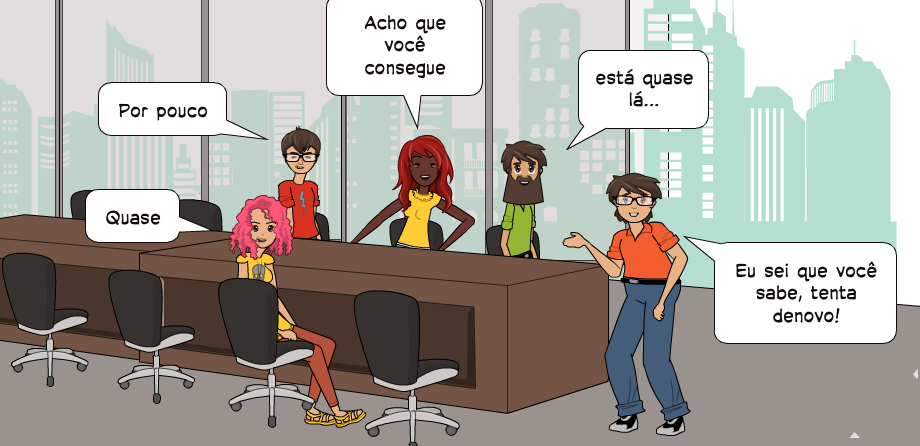 Acho que
você
consegue
está quase
lá...
Por pouco
Quase
Eu sei que você
sabe, tenta
denovo!